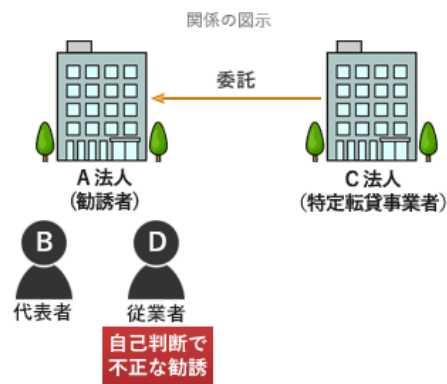 関係の図示
委託
A法人
(勧誘者)
C法人
(特定転貸事業者)
B
D
代表者
従業者
自己判断で
不正な勧誘